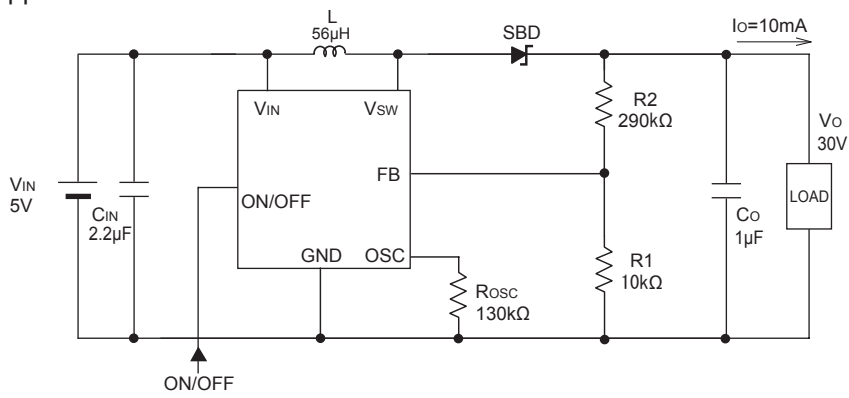 L
56μH
SBD
IO=10mA
VIN
VSW
R2
290kΩ
VO
30V
FB
VIN
5V
CIN
2.2μF
ON/OFF
LOAD
CO
1μF
GND
OSC
R1
10kΩ
ROSC
130kΩ
ON/OFF